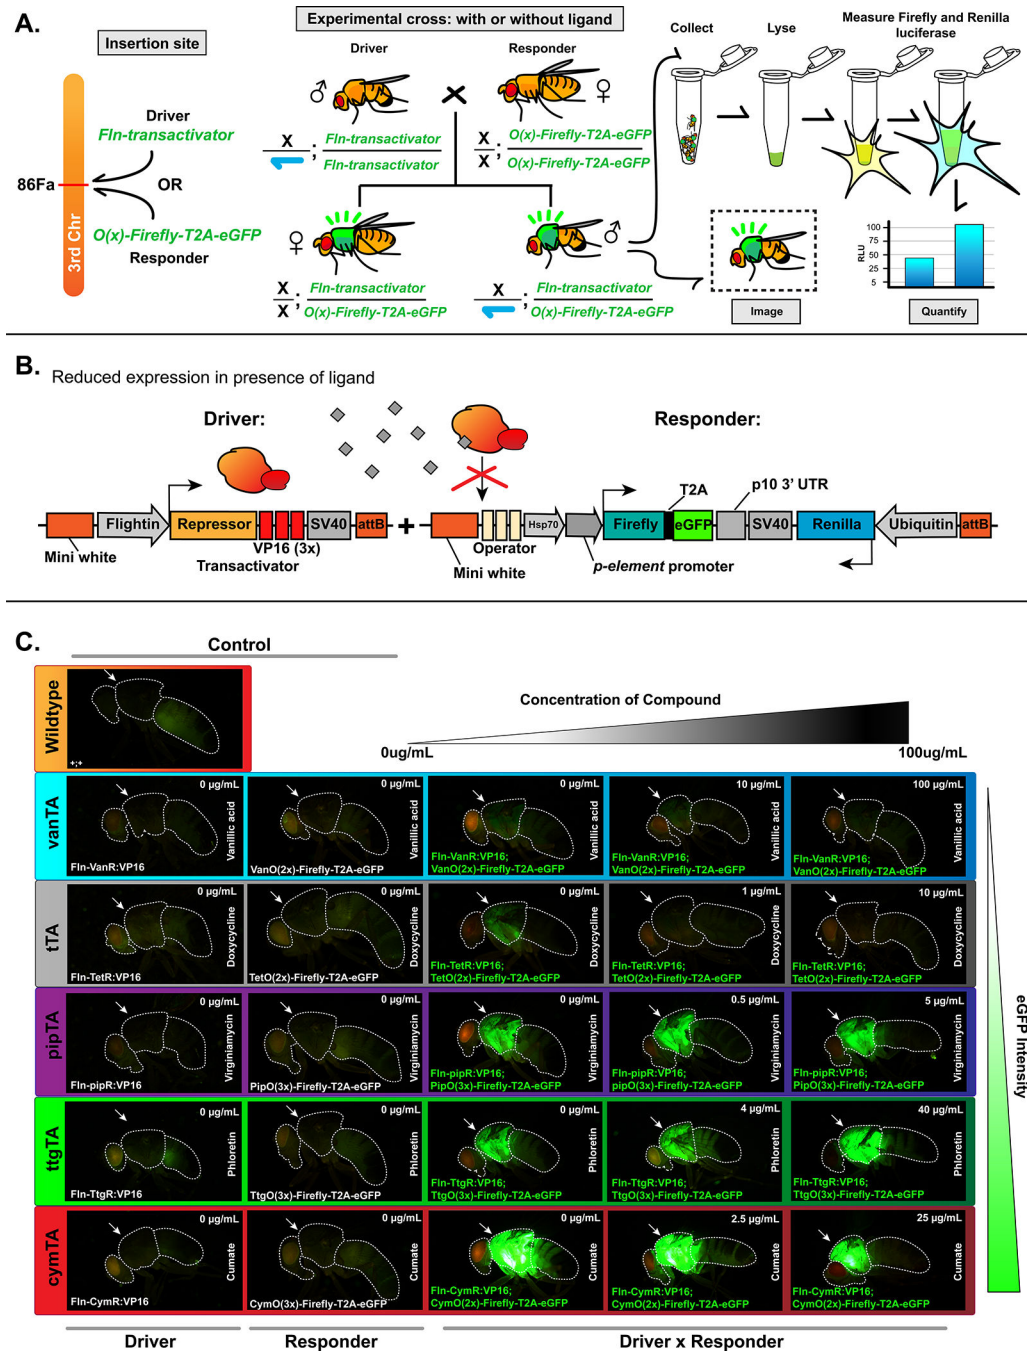 A.
Insertion site
Driver
Fln-transactivator
86Fa
OR
O(x)-Firefly-T2A-eGFP
Responder
3rd Chr
Experimental cross: with or without ligand
Driver
Responder
♂
♀
X
; Fln-transactivator
Fln-transactivator
X
X
; O(x)-Firefly-T2A-eGFP
O(x)-Firefly-T2A-eGFP
♀
♂
X
X
; Fln-transactivator
O(x)-Firefly-T2A-eGFP
X
; Fln-transactivator
O(x)-Firefly-T2A-eGFP
Collect
Lyse
Measure Firefly and Renilla
luciferase
Image
RLU
100
75
50
25
5
Quantify
B.
Reduced expression in presence of ligand
Driver:
Responder:
T2A
p10 3' UTR
Flightin
Repressor
SV40
attB
+
Hsp70
Firefly
eGFP
SV40
Renilla
Ubiquitin
attB
Mini white
VP16 (3x)
Transactivator
Operator
Mini white
p-element promoter
C.
Control
Concentration of Compound
0ug/mL
100ug/mL
Wildtype
+;+
vanTA
0 µg/mL
Vanillic acid
Fln-VanR:VP16
0 µg/mL
Vanillic acid
VanO(2x)-Firefly-T2A-eGFP
0 µg/mL
Vanillic acid
Fln-VanR:VP16;
VanO(2x)-Firefly-T2A-eGFP
10 µg/mL
Vanillic acid
Fln-VanR:VP16;
VanO(2x)-Firefly-T2A-eGFP
100 µg/mL
Vanillic acid
Fln-VanR:VP16;
VanO(2x)-Firefly-T2A-eGFP
tTA
0 µg/mL
Doxycycline
Fln-TetR:VP16
0 µg/mL
Doxycycline
TetO(2x)-Firefly-T2A-eGFP
0 µg/mL
Doxycycline
Fln-TetR:VP16;
TetO(2x)-Firefly-T2A-eGFP
1 µg/mL
Doxycycline
Fln-TetR:VP16;
TetO(2x)-Firefly-T2A-eGFP
10 µg/mL
Doxycycline
Fln-TetR:VP16;
TetO(2x)-Firefly-T2A-eGFP
pipTA
0 µg/mL
Virginiamycin
Fln-pipR:VP16
0 µg/mL
Virginiamycin
PipO(3x)-Firefly-T2A-eGFP
0 µg/mL
Virginiamycin
Fln-pipR:VP16;
PipO(3x)-Firefly-T2A-eGFP
0.5 µg/mL
Virginiamycin
Fln-pipR:VP16;
pipO(3x)-Firefly-T2A-eGFP
5 µg/mL
Virginiamycin
Fln-pipR:VP16;
PipO(3x)-Firefly-T2A-eGFP
ttgTA
0 µg/mL
Phloretin
Fln-TtgR:VP16
0 µg/mL
Phloretin
TtgO(3x)-Firefly-T2A-eGFP
0 µg/mL
Phloretin
Fln-TtgR:VP16;
TtgO(3x)-Firefly-T2A-eGFP
4 µg/mL
Phloretin
Fln-TtgR:VP16;
TtgO(3x)-Firefly-T2A-eGFP
40 µg/mL
Phloretin
Fln-TtgR:VP16;
TtgO(3x)-Firefly-T2A-eGFP
cymTA
0 µg/mL
Cumate
Fln-CymR:VP16
0 µg/mL
Cumate
CymO(3x)-Firefly-T2A-eGFP
0 µg/mL
Cumate
Fln-CymR:VP16;
CymO(2x)-Firefly-T2A-eGFP
2.5 µg/mL
Cumate
Fln-CymR:VP16;
CymO(2x)-Firefly-T2A-eGFP
25 µg/mL
Cumate
Fln-CymR:VP16;
CymO(2x)-Firefly-T2A-eGFP
eGFP Intensity
Driver
Responder
Driver x Responder